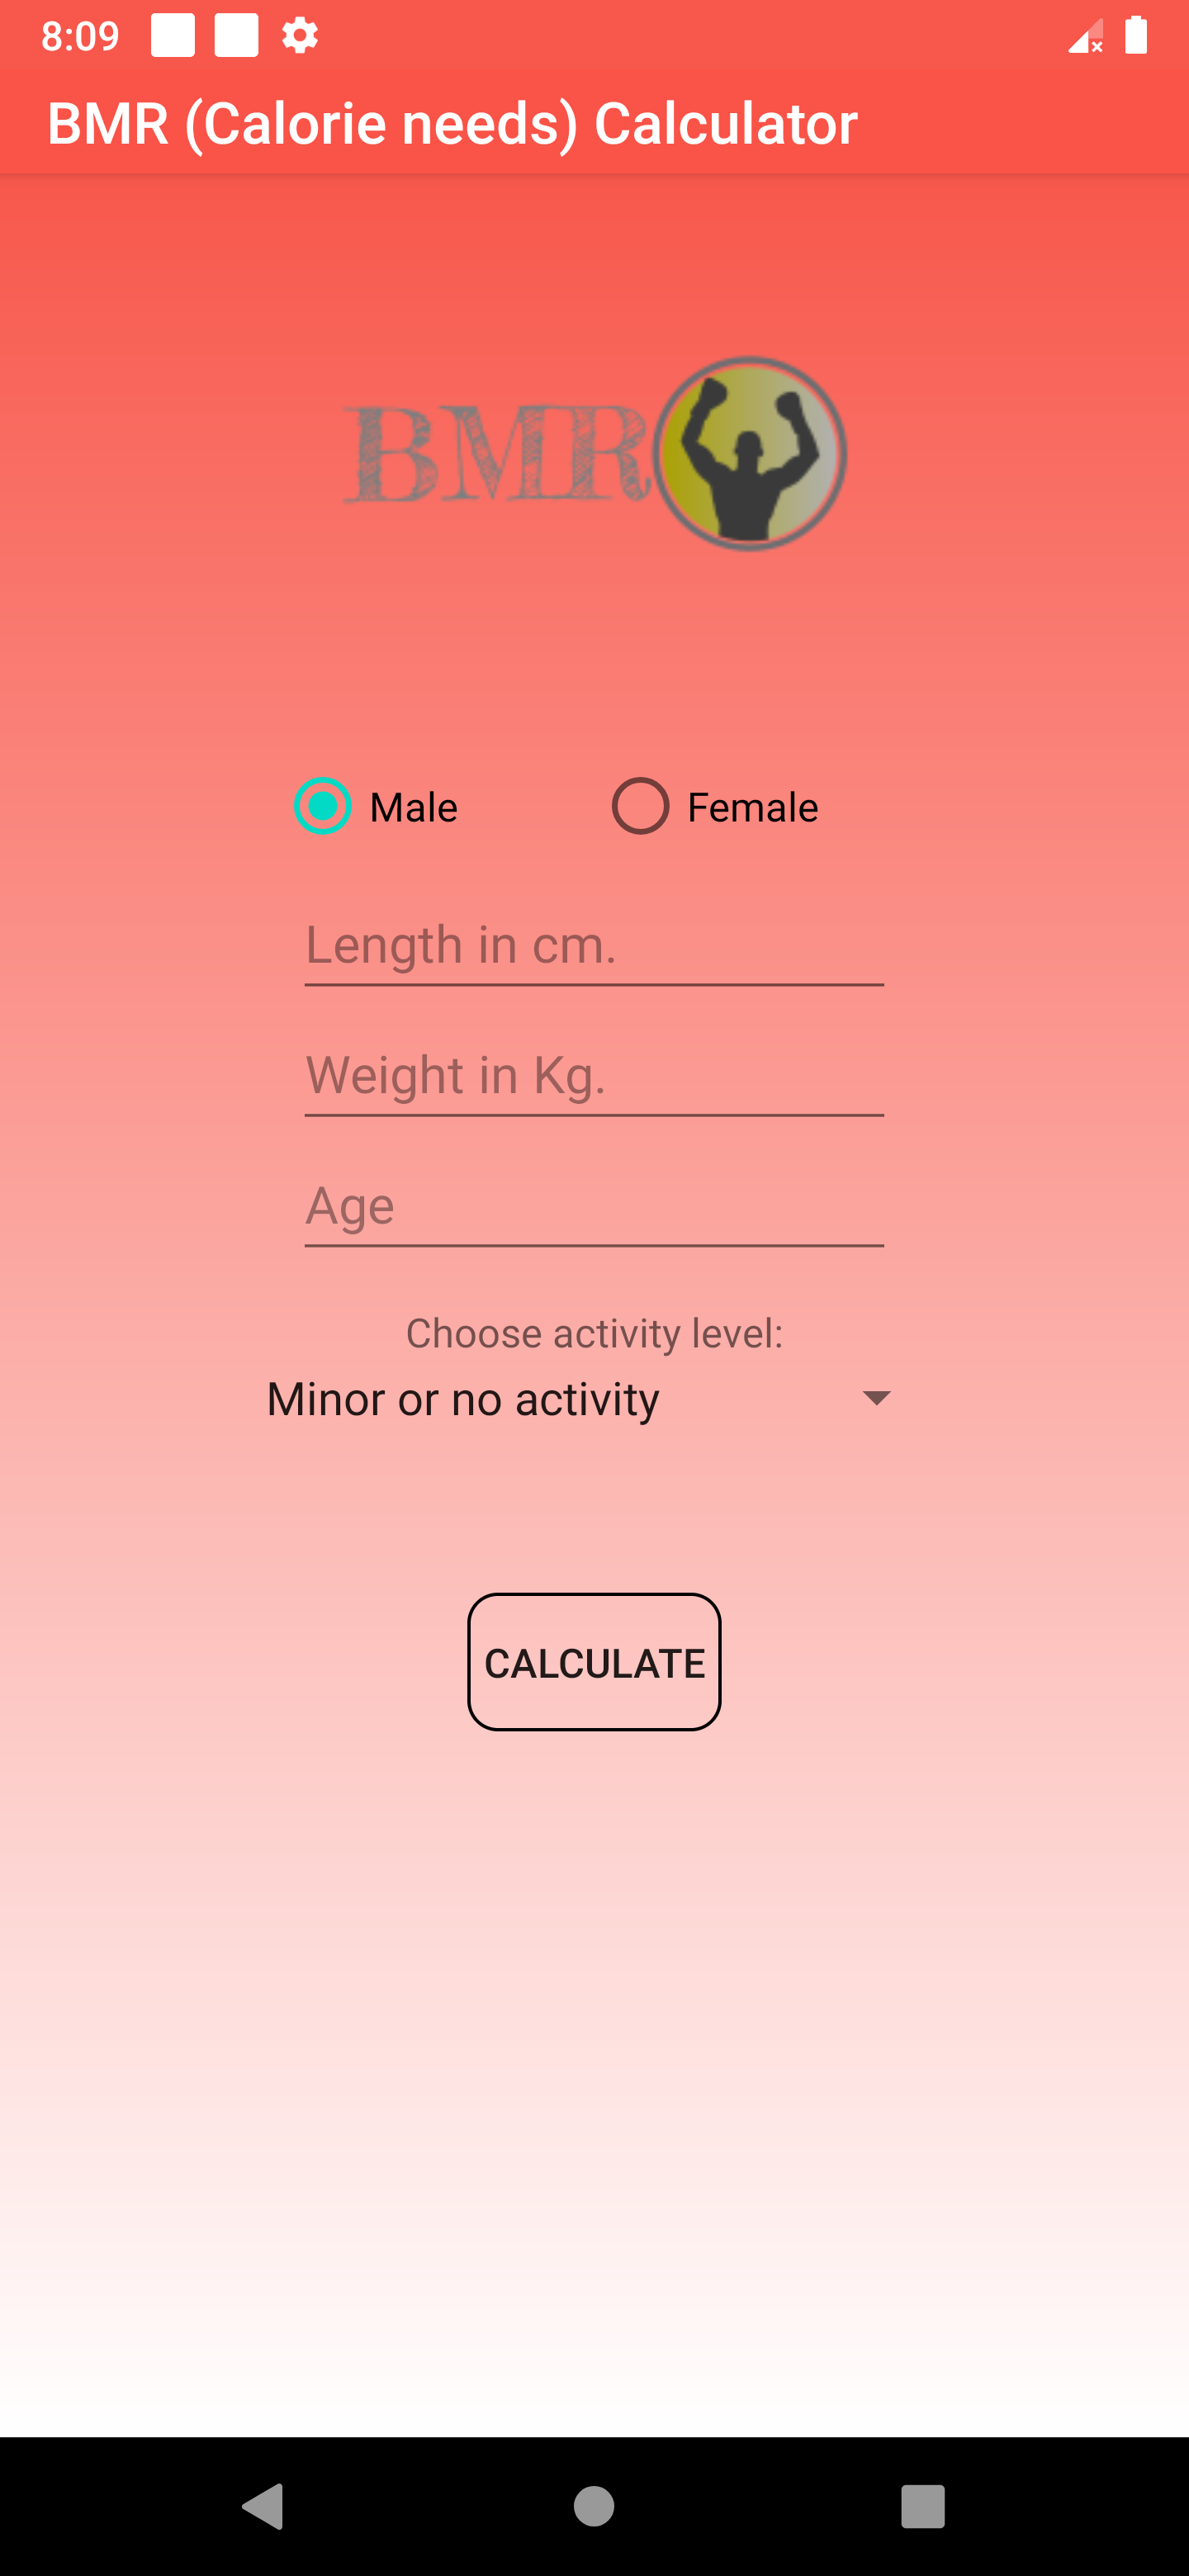 8:09
BMR (Calorie needs) Calculator
BMR
Male Female
Length in cm.
Weight in Kg.
Age
Choose activity level:
Minor or no activity
CALCULATE